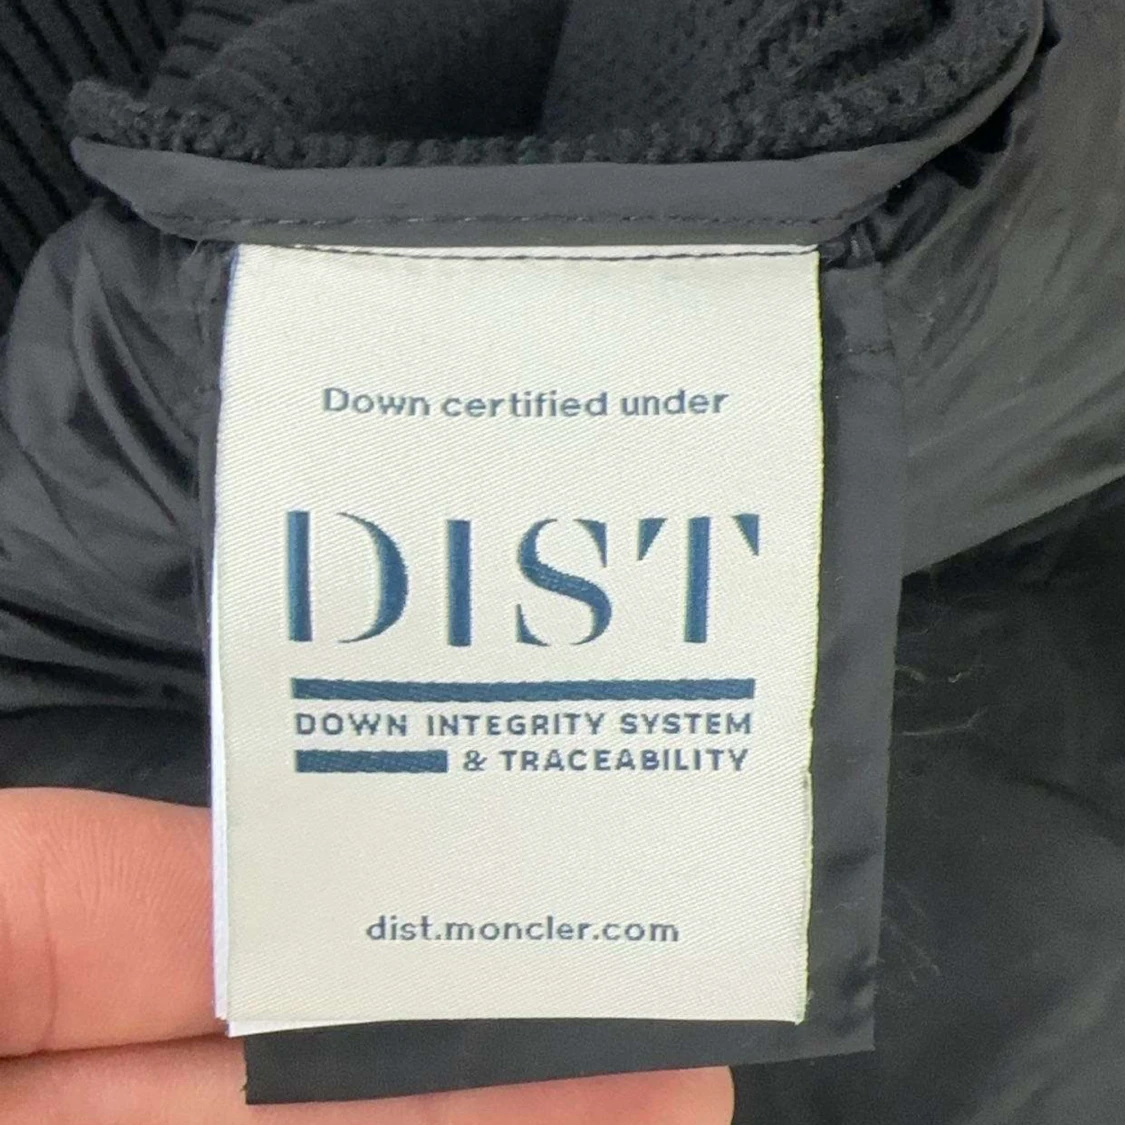 Down certified under
DIST
DOWN INTEGRITY SYSTEM
& TRACEABILITY
dist.moncler.com